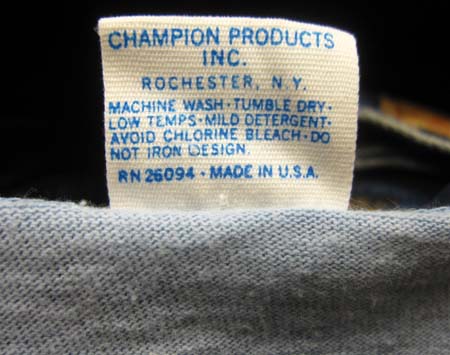 CHAMPION PRODUCTS
INC.
ROCHESTER, N.Y.
MACHINE WASH·TUMBLE DRY·
LOW TEMPS·MILD DETERGENT·
AVOID CHLORINE BLEACH·DO
NOT IRON DESIGN.
RN 26094 · MADE IN U.S.A.